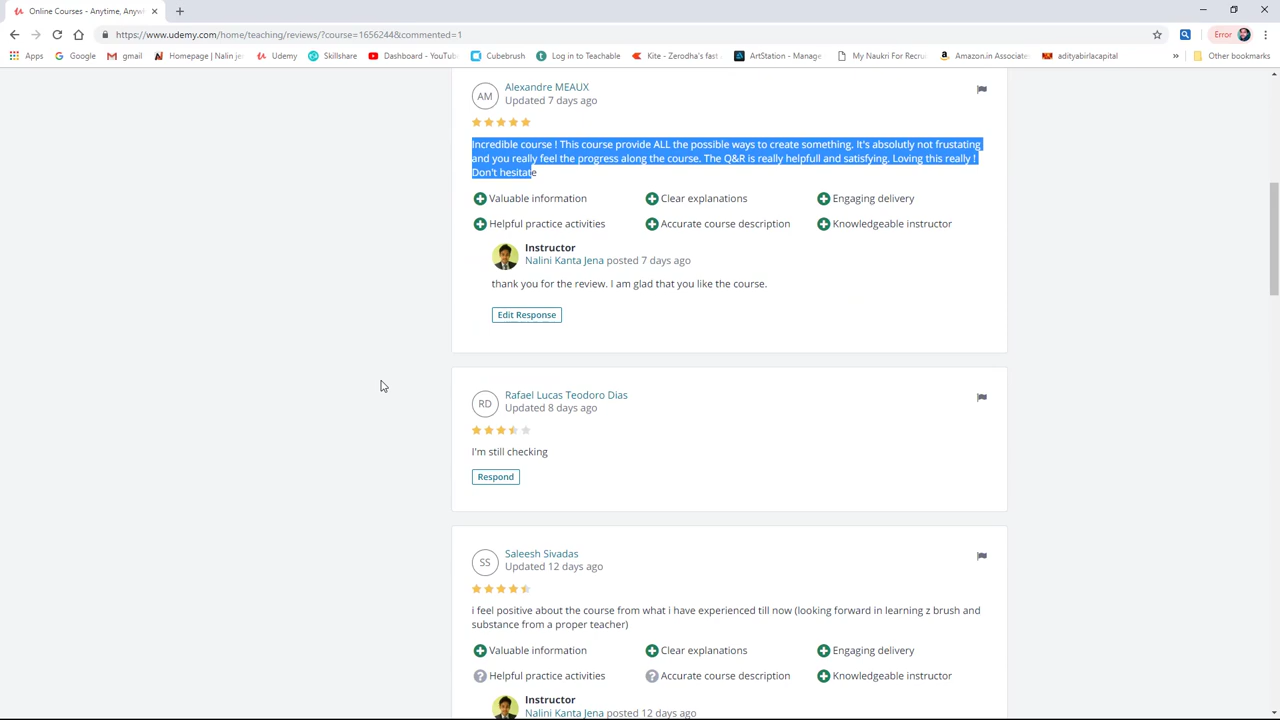 Online Courses - Anytime, Anyw
https://www.udemy.com/home/teaching/reviews/?course=1656244&commented=1
Error
Apps
Google
gmail
Homepage | Nalin je
Udemy
Skillshare
Dashboard - YouTub
Cubebrush
Log in to Teachable
Kite - Zerodha's fast
ArtStation - Manage
My Naukri For Recru
Amazon.in Associate
adityabirlacapital
»
Other bookmarks
AM
Alexandre MEAUX
Updated 7 days ago
Incredible course ! This course provide ALL the possible ways to create something. It's absolutly not frustating
and you really feel the progress along the course. The Q&R is really helpfull and satisfying. Loving this really !
Don't hesitate
Valuable information
Clear explanations
Engaging delivery
Helpful practice activities
Accurate course description
Knowledgeable instructor
Instructor
Nalini Kanta Jena posted 7 days ago
thank you for the review. I am glad that you like the course.
Edit Response
RD
Rafael Lucas Teodoro Dias
Updated 8 days ago
I'm still checking
Respond
SS
Saleesh Sivadas
Updated 12 days ago
i feel positive about the course from what i have experienced till now (looking forward in learning z brush and
substance from a proper teacher)
Valuable information
Clear explanations
Engaging delivery
Helpful practice activities
Accurate course description
Knowledgeable instructor
Instructor
Nalini Kanta Jena posted 12 days ago